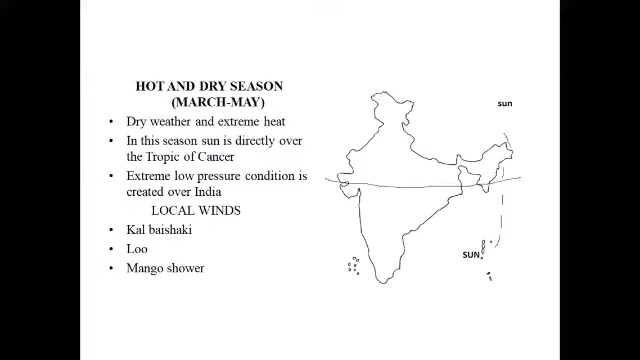 HOT AND DRY SEASON
(MARCH-MAY)
• Dry weather and extreme heat
• In this season sun is directly over
the Tropic of Cancer
• Extreme low pressure condition is
created over India
LOCAL WINDS
• Kal baishaki
• Loo
• Mango shower
sun
SUN